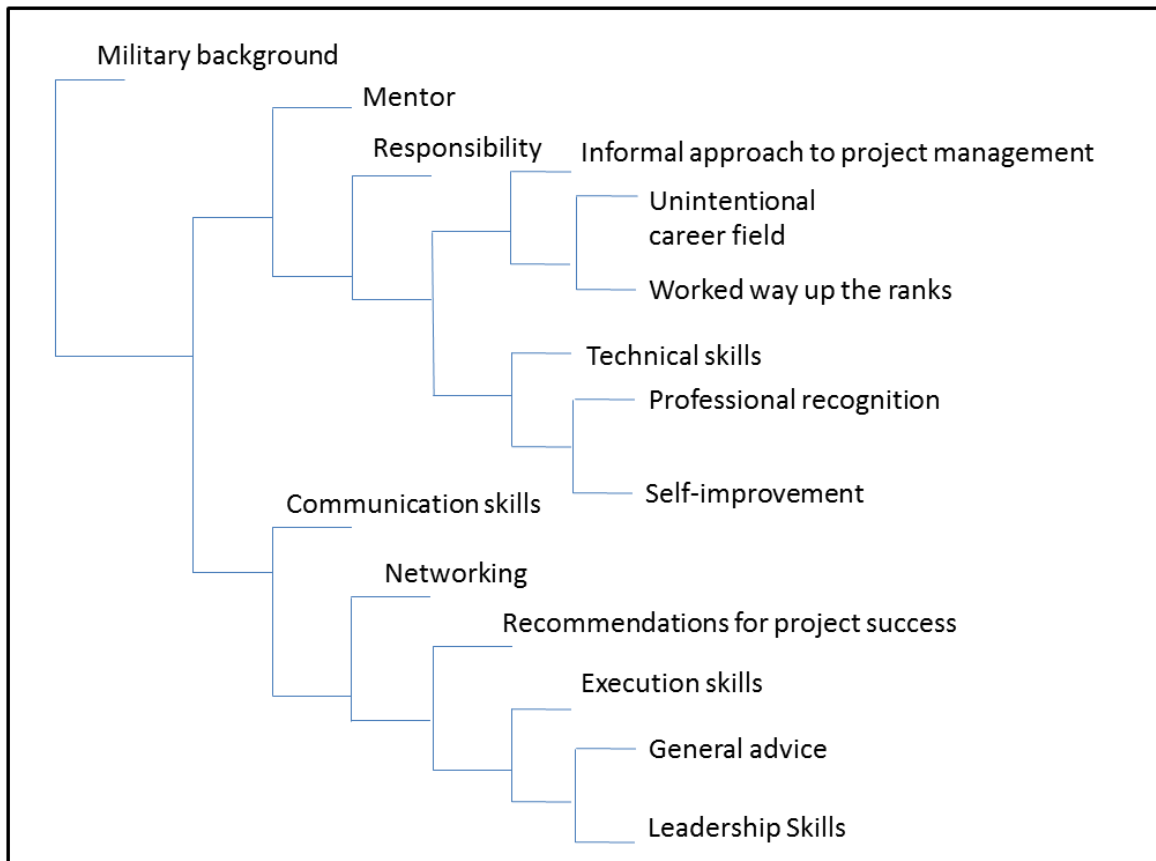 Military background
Mentor
Responsibility
Informal approach to project management
Unintentional
career field
Worked way up the ranks
Technical skills
Professional recognition
Self-improvement
Communication skills
Networking
Recommendations for project success
Execution skills
General advice
Leadership Skills